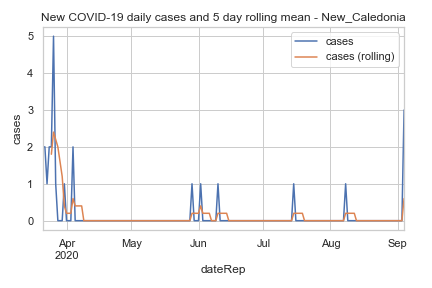 New COVID-19 daily cases and 5 day rolling mean - New_Caledonia
cases
cases (rolling)
5
4
3
2
1
0
cases
Apr May Jun Jul Aug Sep
2020
dateRep